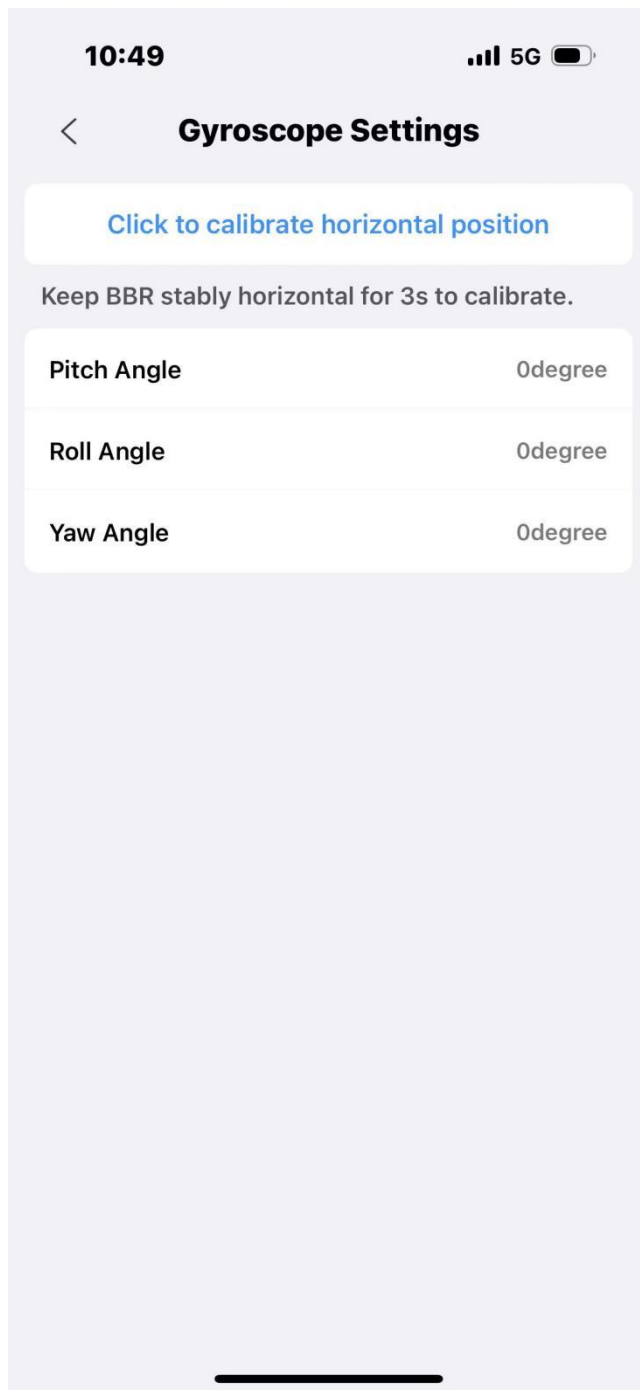 10:49
5G
Gyroscope Settings
Click to calibrate horizontal position
Keep BBR stably horizontal for 3s to calibrate.
Pitch Angle 0degree
Roll Angle 0degree
Yaw Angle 0degree